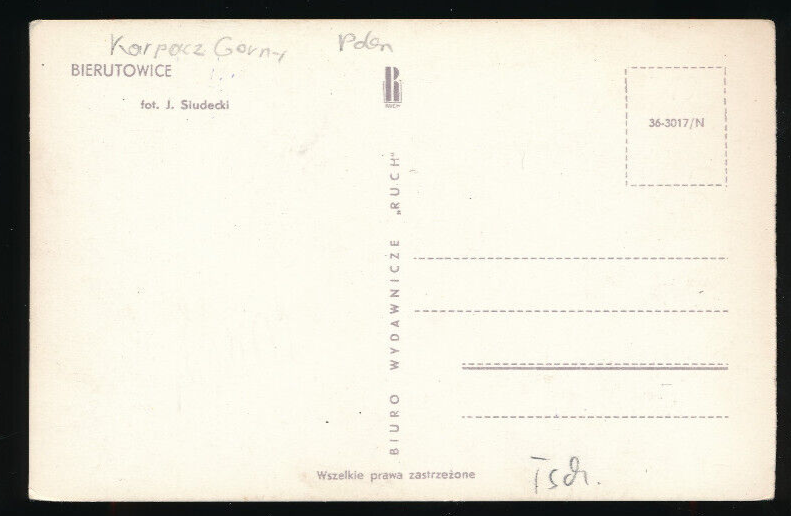 Karpacz Gorny Polen
BIERUTOWICE
fot. J. Siudecki
RUCH
36-3017/N
BIURO WYDAWNICZE „RUCH"
Wszelkie prawa zastrzeżone
Tsch.